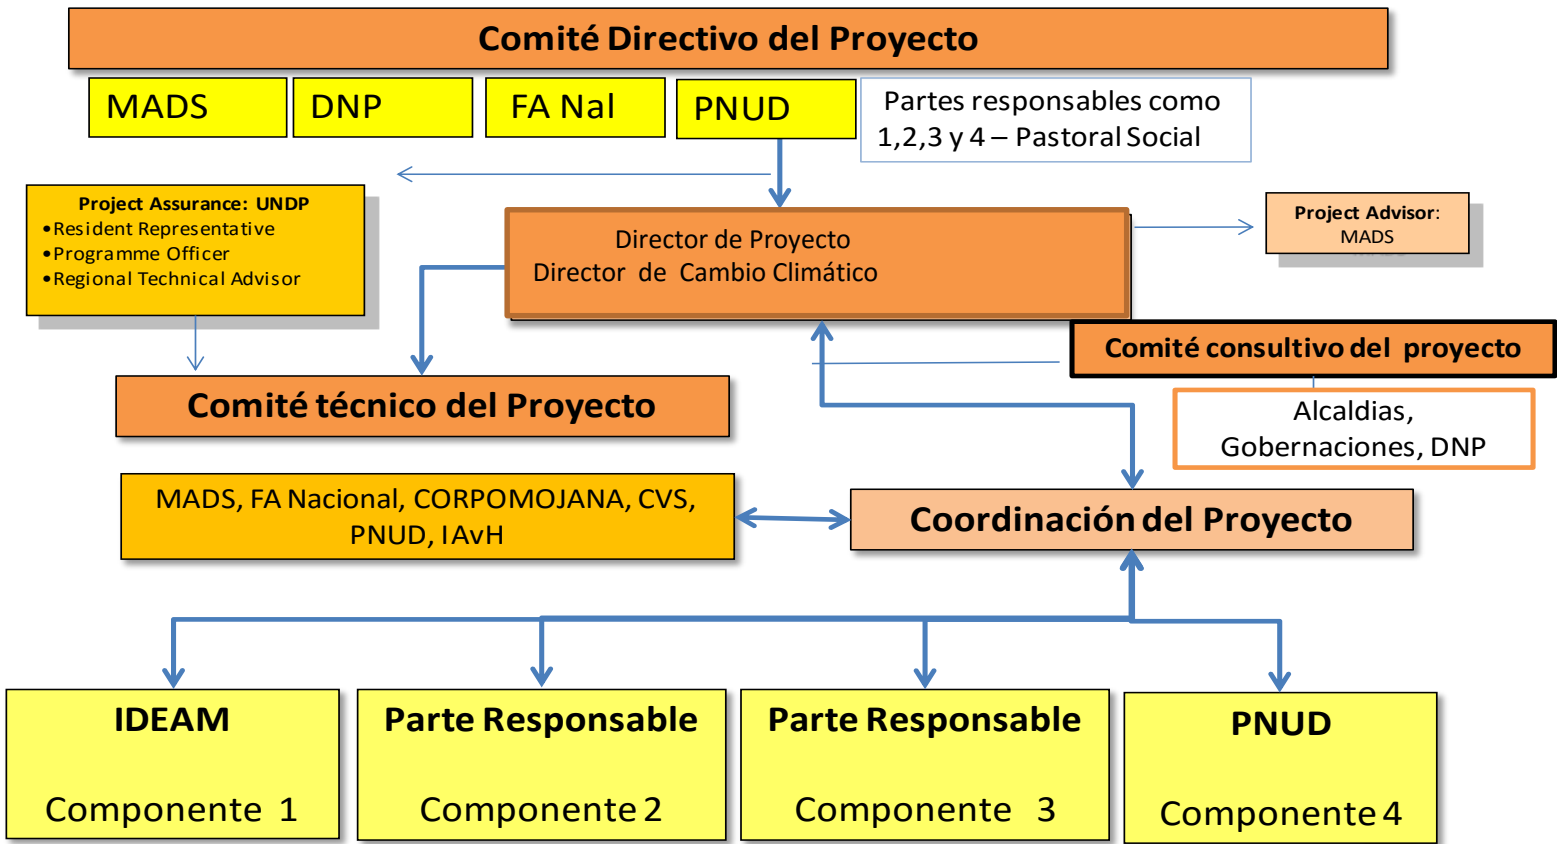 Comité Directivo del Proyecto
MADS
DNP
FA Nal
PNUD
Partes responsables como
1,2,3 y 4 – Pastoral Social
Project Assurance: UNDP
•Resident Representative
•Programme Officer
•Regional Technical Advisor
Director de Proyecto
Director de Cambio Climático
Project Advisor:
MADS
Comité consultivo del proyecto
Alcaldias,
Gobernaciones, DNP
Comité técnico del Proyecto
MADS, FA Nacional, CORPOMOJANA, CVS,
PNUD, IAvH
Coordinación del Proyecto
IDEAM
Componente 1
Parte Responsable
Componente 2
Parte Responsable
Componente 3
PNUD
Componente 4